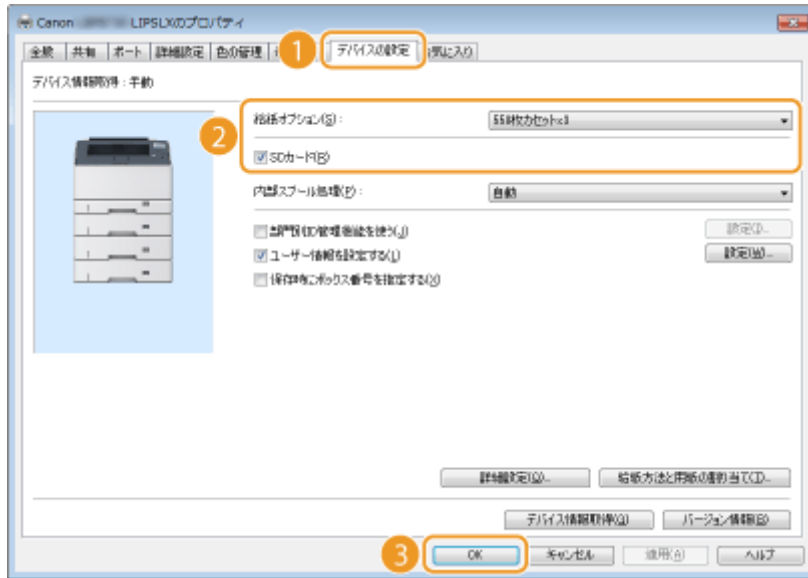 Canon LIPSLXのプロパティ
全般 共有 ポート 詳細設定 色の管理 デバイスの設定 お気に入り
1
デバイス情報取得：手動
2
給紙オプション(S)：
550枚カセットx3
SDカード(R)
内部スプール処理(P)：
自動
部門別ID管理機能を使う(J)
設定(I)...
ユーザー情報を設定する(L)
設定(W)...
保存時にボックス番号を指定する(X)
詳細設定(O)... 給紙方法と用紙の割り当て(T)...
デバイス情報取得(Q) バージョン情報(B)
3
OK キャンセル 適用(A) ヘルプ